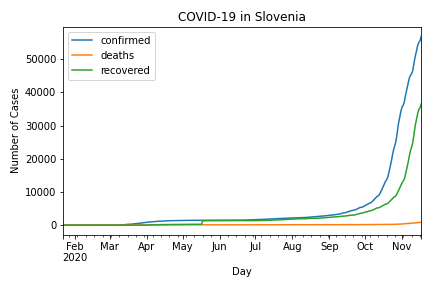 COVID-19 in Slovenia
confirmed
deaths
recovered
Number of Cases
50000
40000
30000
20000
10000
0
Feb Mar Apr May Jun Jul Aug Sep Oct Nov
2020
Day